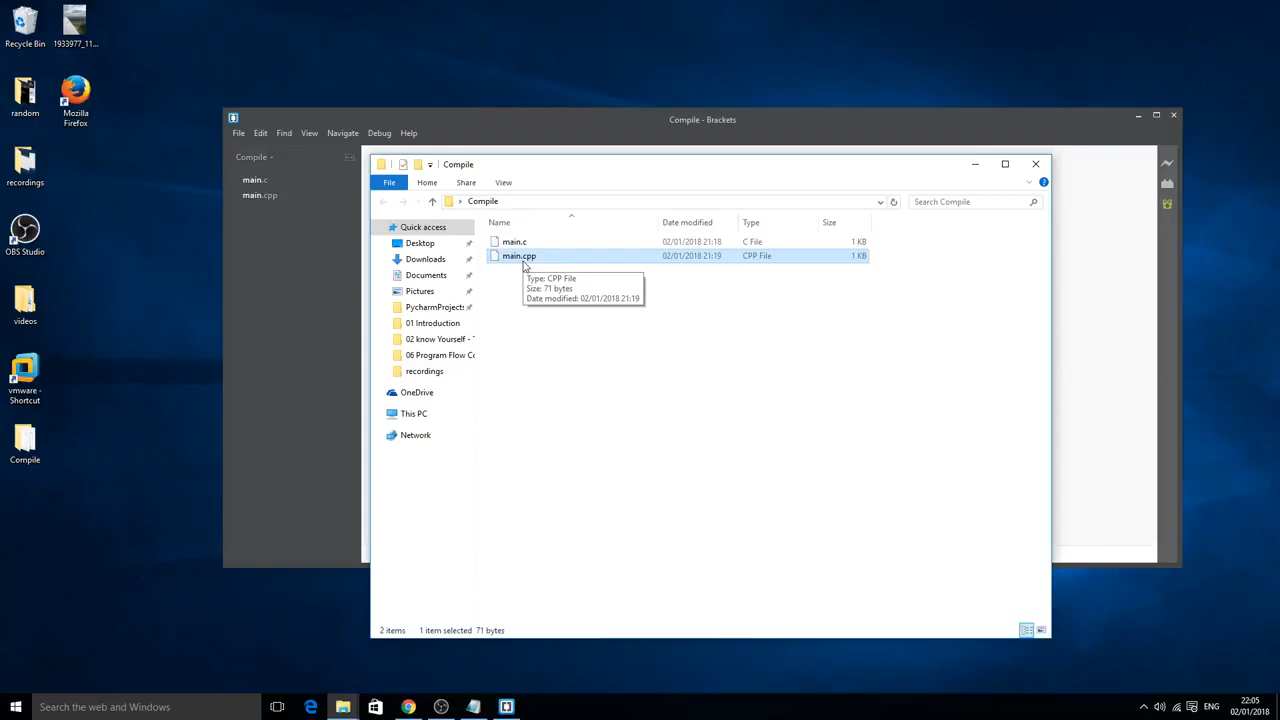 Recycle Bin
1933977_11...
random
Mozilla
Firefox
recordings
OBS Studio
videos
vmware -
Shortcut
Compile
Compile - Brackets
File Edit Find View Navigate Debug Help
Compile
main.c
main.cpp
Compile
File Home Share View
Compile
Search Compile
Name Date modified Type Size
main.c 02/01/2018 21:18 C File 1 KB
main.cpp 02/01/2018 21:19 CPP File 1 KB
Type: CPP File
Size: 71 bytes
Date modified: 02/01/2018 21:19
Quick access
Desktop
Downloads
Documents
Pictures
PycharmProjects
01 Introduction
02 know Yourself - T
06 Program Flow Co
recordings
OneDrive
This PC
Network
2 items 1 item selected 71 bytes
Search the web and Windows
ENG
22:05
02/01/2018